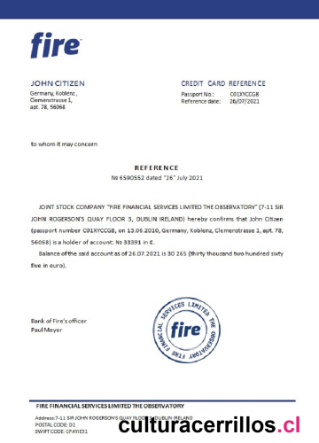 fire
JOHN CITIZEN
Germany, Koblenz,
Clemenstrasse 1,
apt. 78, 56068
CREDIT CARD REFERENCE
Passport No.: C01XYCCG8
Reference date: 26/07/2021
to whom it may concern
REFERENCE
№ 6590552 dated "26" July 2021
JOINT STOCK COMPANY "FIRE FINANCIAL SERVICES LIMITED THE OBSERVATORY" (7-11 SIR
JOHN ROGERSON'S QUAY FLOOR 3, DUBLIN IRELAND) hereby confirms that John Citizen
(passport number C01XYCCG8, on 13.06.2010, Germany, Koblenz, Clemenstrasse 1, apt. 78,
56068) is a holder of account: № 33391 in €.
Balance of the said account as of 26.07.2021 is 30 265 (thirty thousand two hundred sixty
five in euros).
Bank of Fire's officer
Paul Meyer
FINANCIAL SERVICES LIMITED THE OBSERVATORY FIRE
fire
FIRE FINANCIAL SERVICES LIMITED THE OBSERVATORY
Address: 7-11 SIR JOHN ROGERSON'S QUAY FLOOR 3, DUBLIN IRELAND
POSTAL CODE: D2
SWIFT CODE:
culturacerrillos.cl